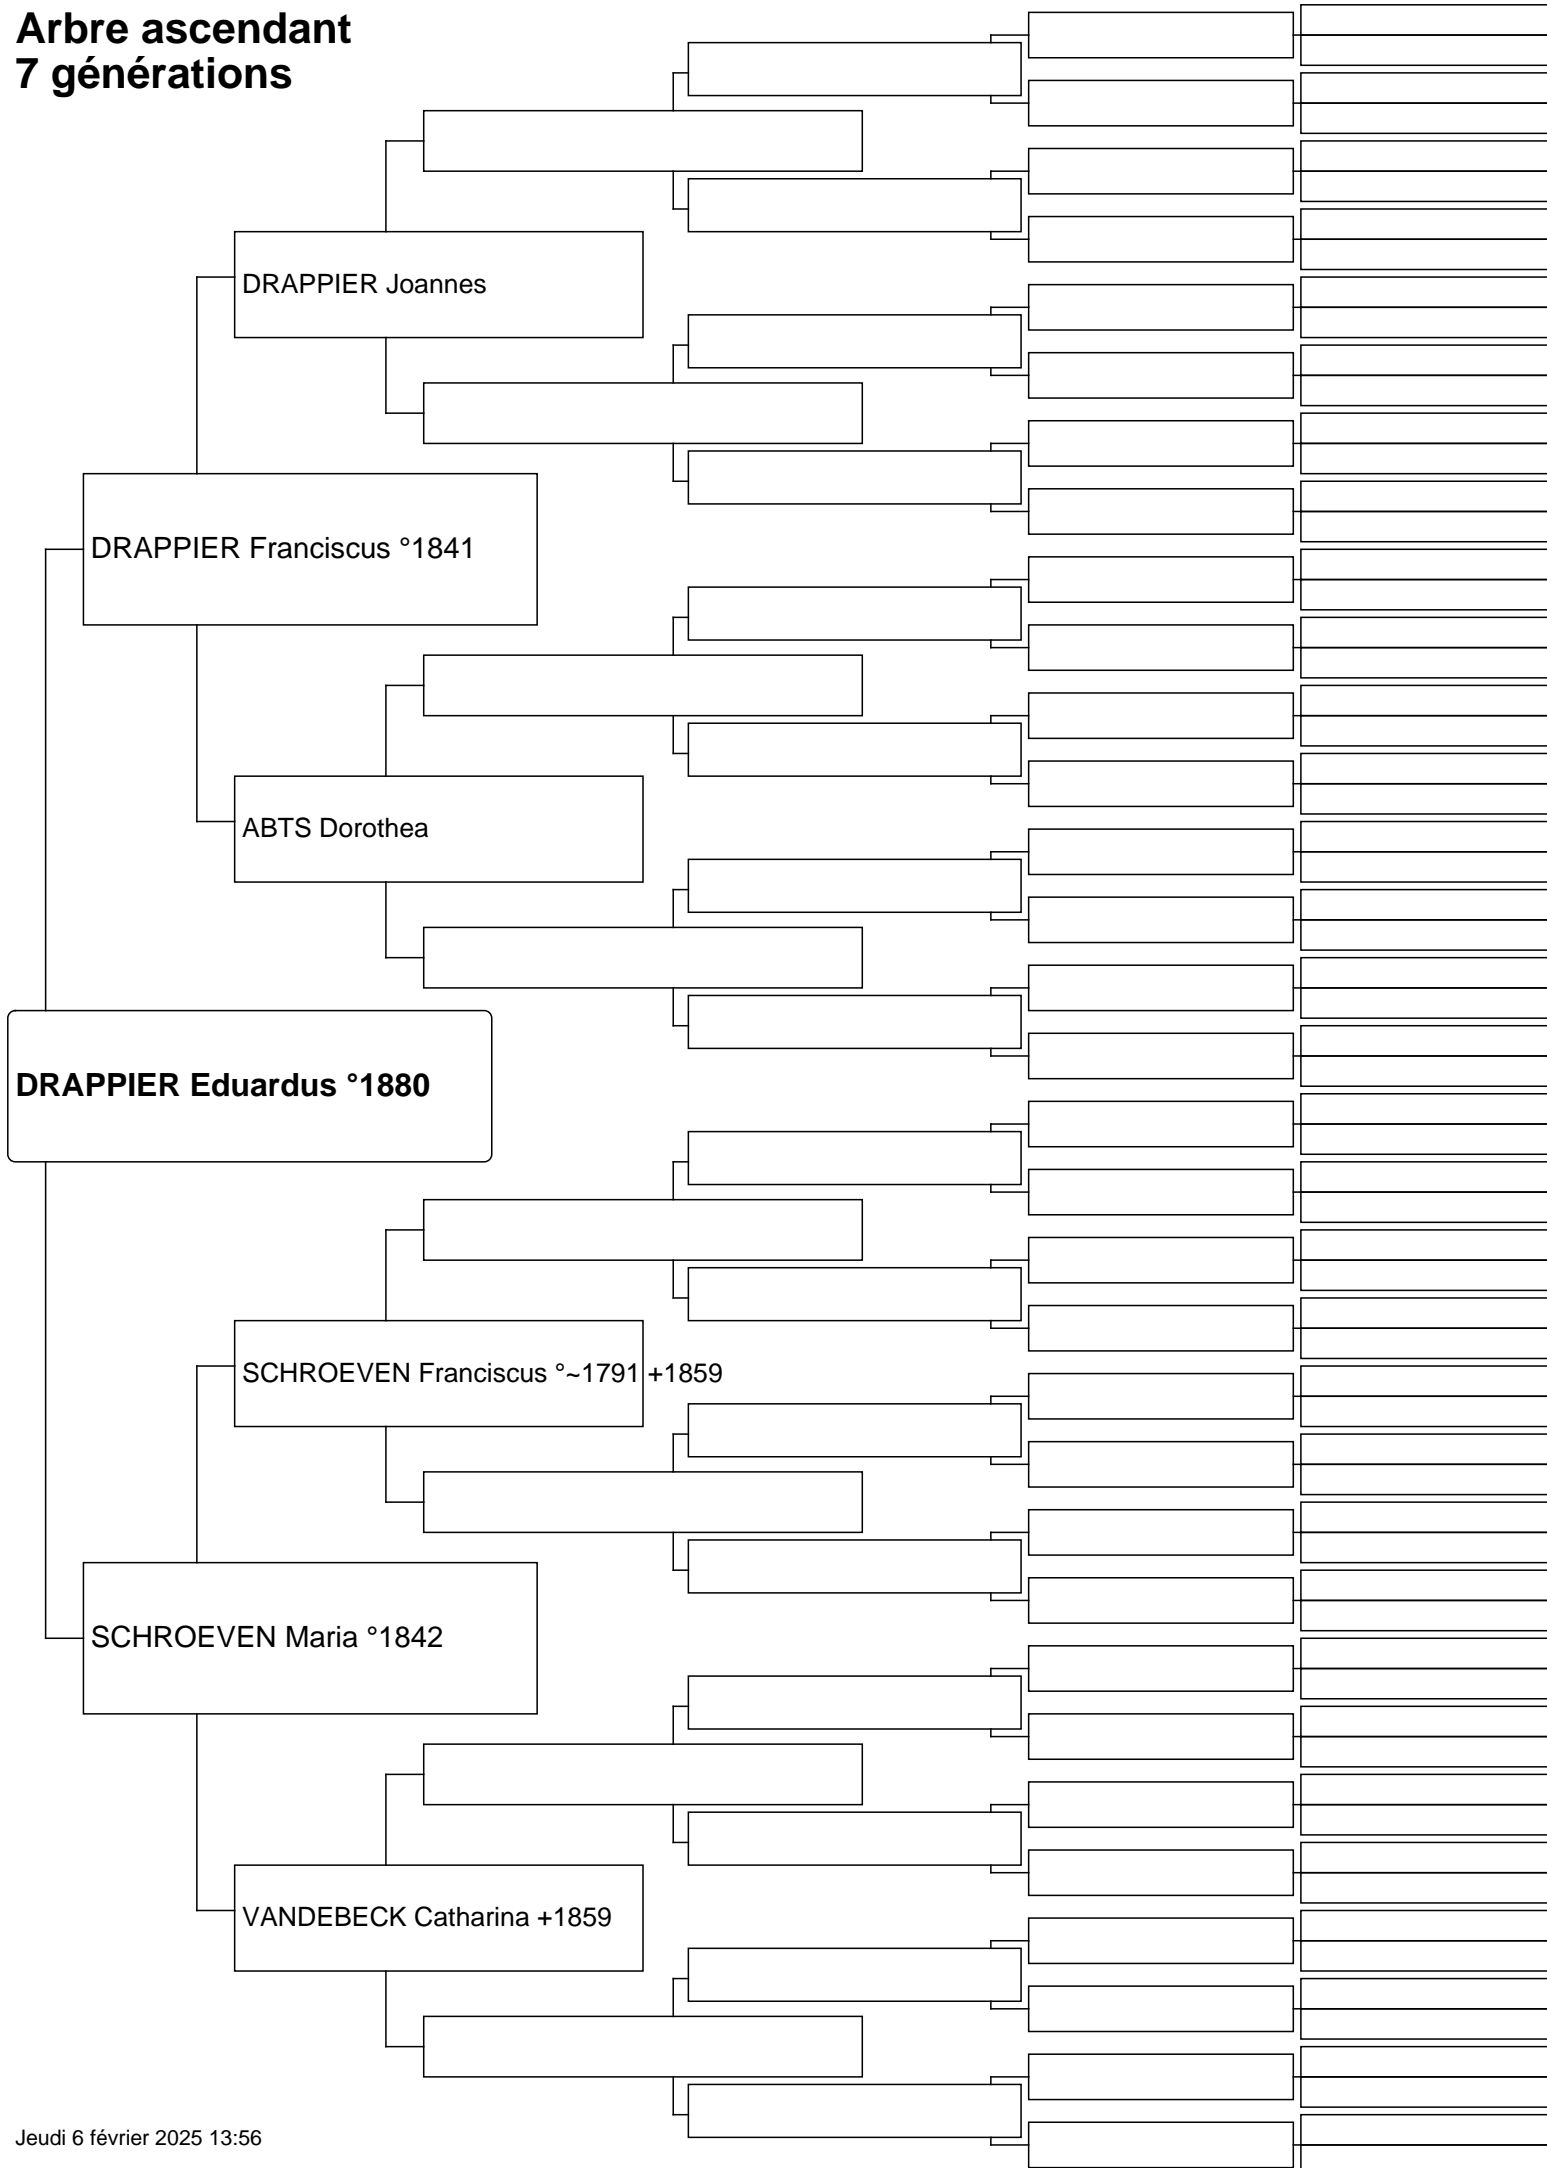 Arbre ascendant
7 générations
DRAPPIER Joannes
DRAPPIER Franciscus °1841
ABTS Dorothea
DRAPPIER Eduardus °1880
SCHROEVEN Franciscus °~1791 +1859
SCHROEVEN Maria °1842
VANDEBECK Catharina +1859
Jeudi 6 février 2025 13:56